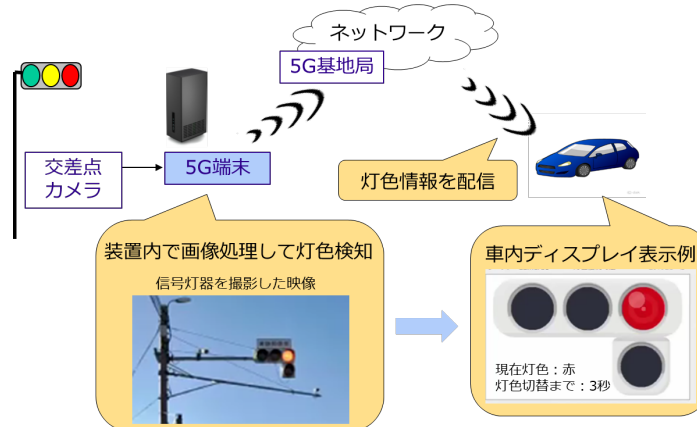 ネットワーク
5G基地局
交差点
カメラ
5G端末
灯色情報を配信
装置内で画像処理して灯色検知
信号灯器を撮影した映像
車内ディスプレイ表示例
現在灯色：赤
灯色切替まで：3秒